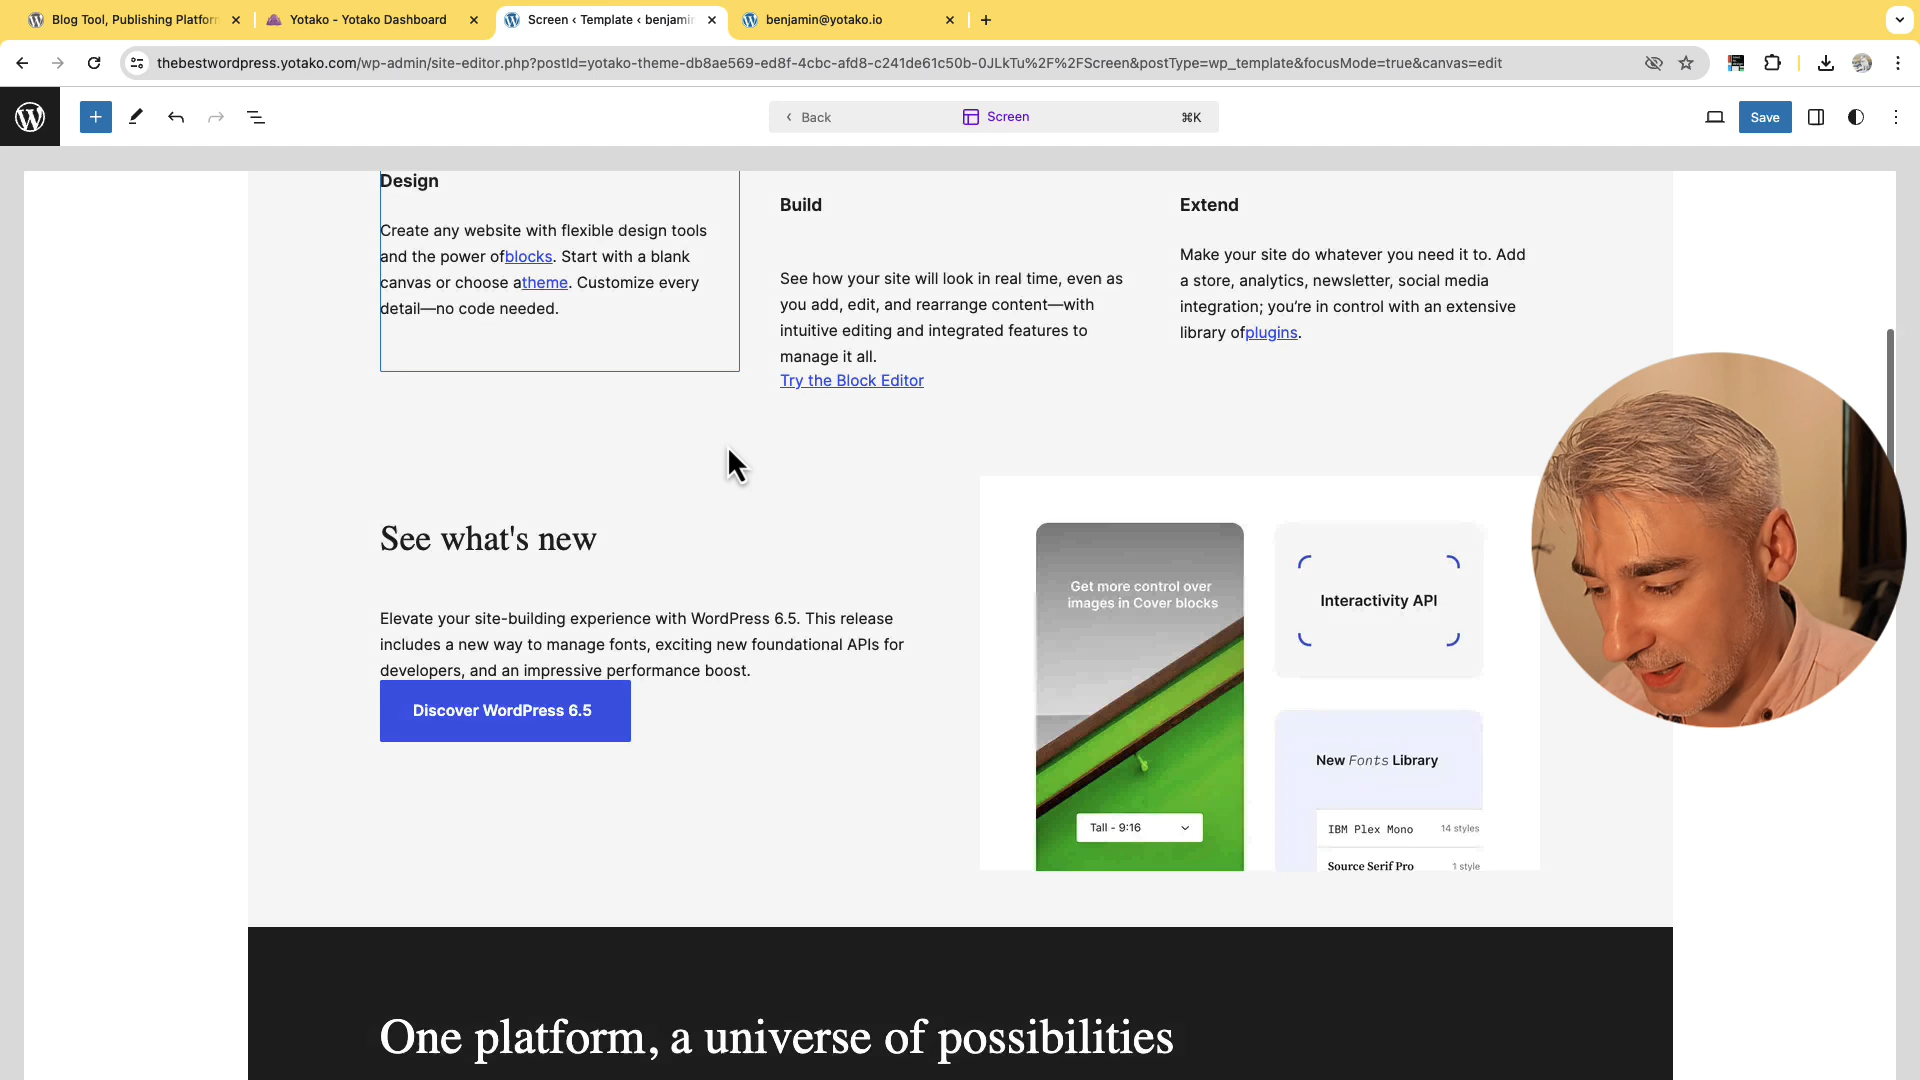 Blog Tool, Publishing Platforn
Yotako - Yotako Dashboard
Screen ‹ Template ‹ benjamin
benjamin@yotako.io
thebestwordpress.yotako.com/wp-admin/site-editor.php?postId=yotako-theme-db8ae569-ed8f-4cbc-afd8-c241de61c50b-0JLkTu%2F%2FScreen&postType=wp_template&focusMode=true&canvas=edit
Back
Screen
⌘K
Save
Design
Create any website with flexible design tools
and the power ofblocks. Start with a blank
canvas or choose atheme. Customize every
detail—no code needed.
Build
See how your site will look in real time, even as
you add, edit, and rearrange content—with
intuitive editing and integrated features to
manage it all.
Try the Block Editor
Extend
Make your site do whatever you need it to. Add
a store, analytics, newsletter, social media
integration; you’re in control with an extensive
library ofplugins.
See what's new
Elevate your site-building experience with WordPress 6.5. This release
includes a new way to manage fonts, exciting new foundational APIs for
developers, and an impressive performance boost.
Discover WordPress 6.5
Get more control over
images in Cover blocks
Tall - 9:16
Interactivity API
New Fonts Library
IBM Plex Mono 14 styles
Source Serif Pro 1 style
One platform, a universe of possibilities